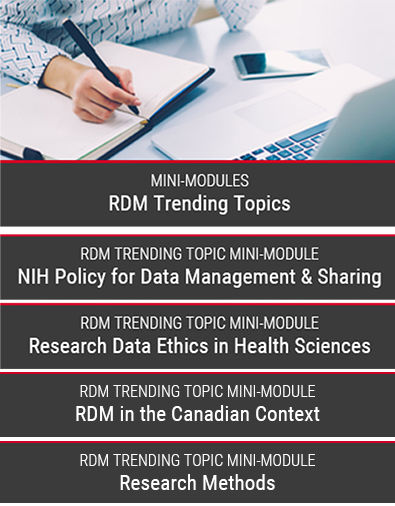 MINI-MODULES
RDM Trending Topics
RDM TRENDING TOPIC MINI-MODULE
NIH Policy for Data Management & Sharing
RDM TRENDING TOPIC MINI-MODULE
Research Data Ethics in Health Sciences
RDM TRENDING TOPIC MINI-MODULE
RDM in the Canadian Context
RDM TRENDING TOPIC MINI-MODULE
Research Methods